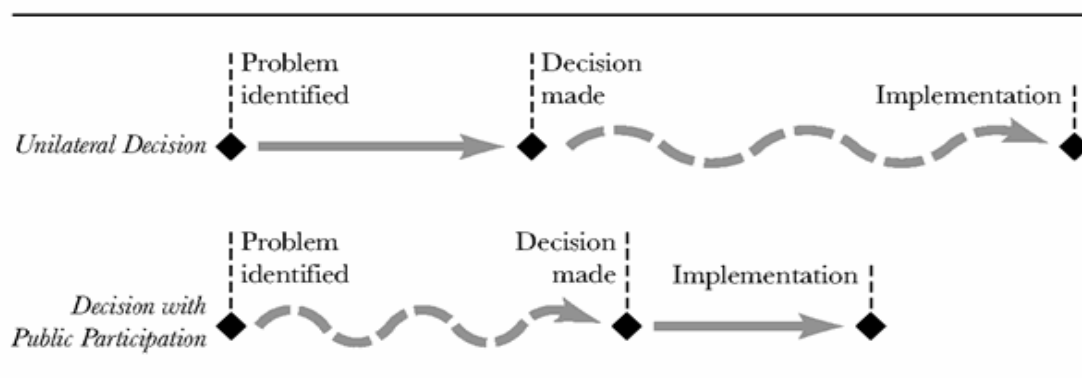 Problem
identified
Decision
made
Implementation
Unilateral Decision
Problem
identified
Decision
made
Implementation
Decision with
Public Participation